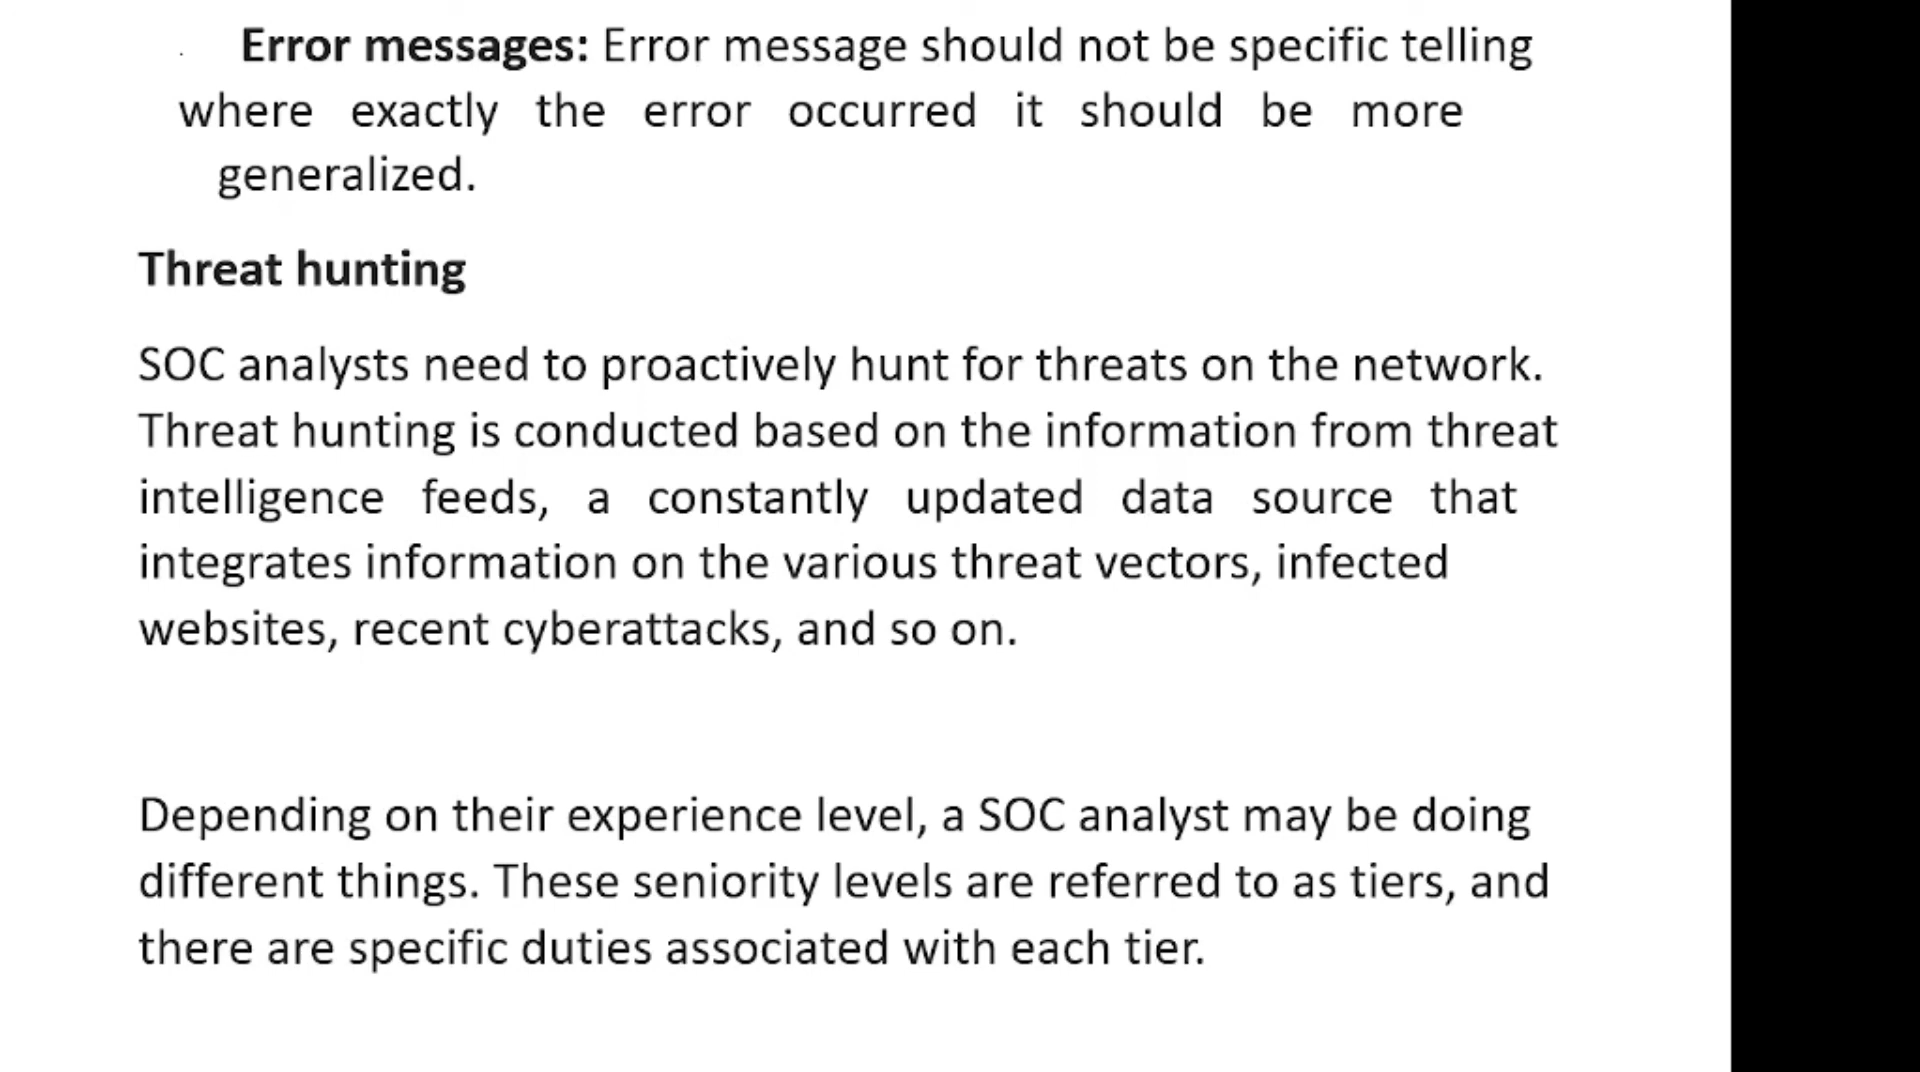 . Error messages: Error message should not be specific telling
where exactly the error occurred it should be more
generalized.
Threat hunting
SOC analysts need to proactively hunt for threats on the network.
Threat hunting is conducted based on the information from threat
intelligence feeds, a constantly updated data source that
integrates information on the various threat vectors, infected
websites, recent cyberattacks, and so on.
Depending on their experience level, a SOC analyst may be doing
different things. These seniority levels are referred to as tiers, and
there are specific duties associated with each tier.